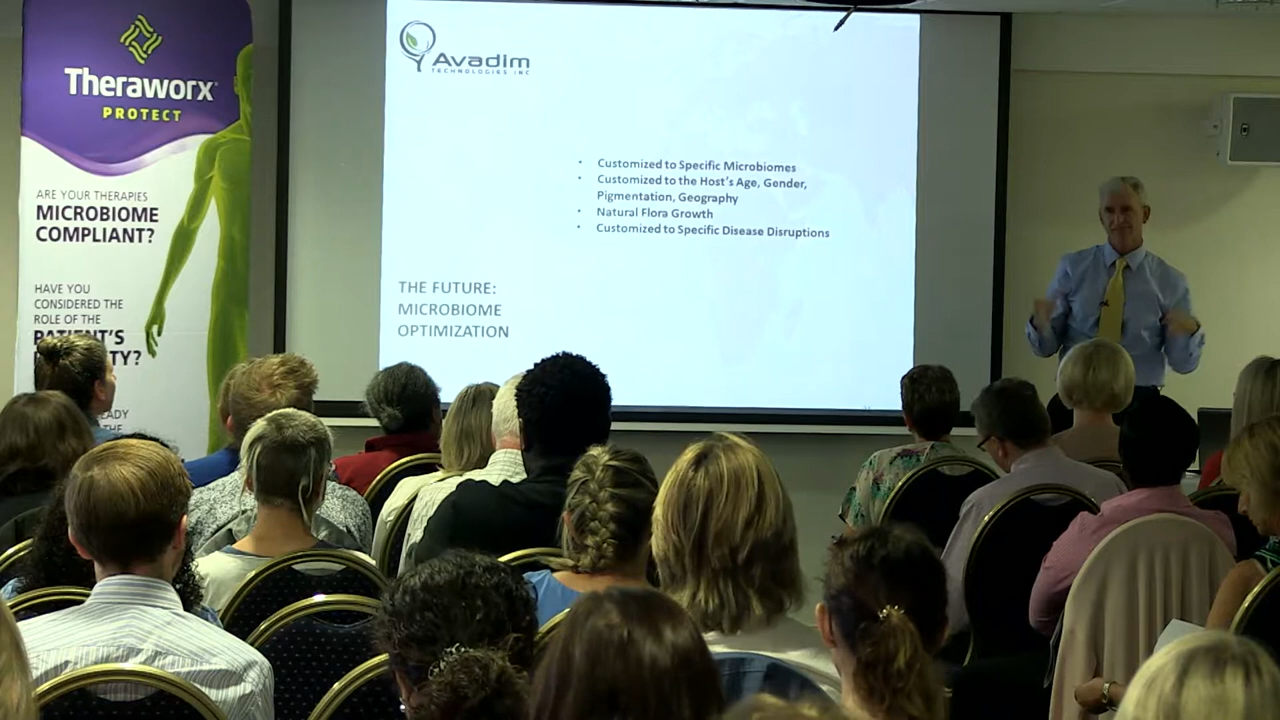 Theraworx
PROTECT
ARE YOUR THERAPIES
MICROBIOME
COMPLIANT?
HAVE YOU
CONSIDERED THE
ROLE OF THE
PATIENT'S
Avadim
TECHNOLOGIES INC
• Customized to Specific Microbiomes
• Customized to the Host's Age, Gender,
Pigmentation, Geography
• Natural Flora Growth
• Customized to Specific Disease Disruptions
THE FUTURE:
MICROBIOME
OPTIMIZATION